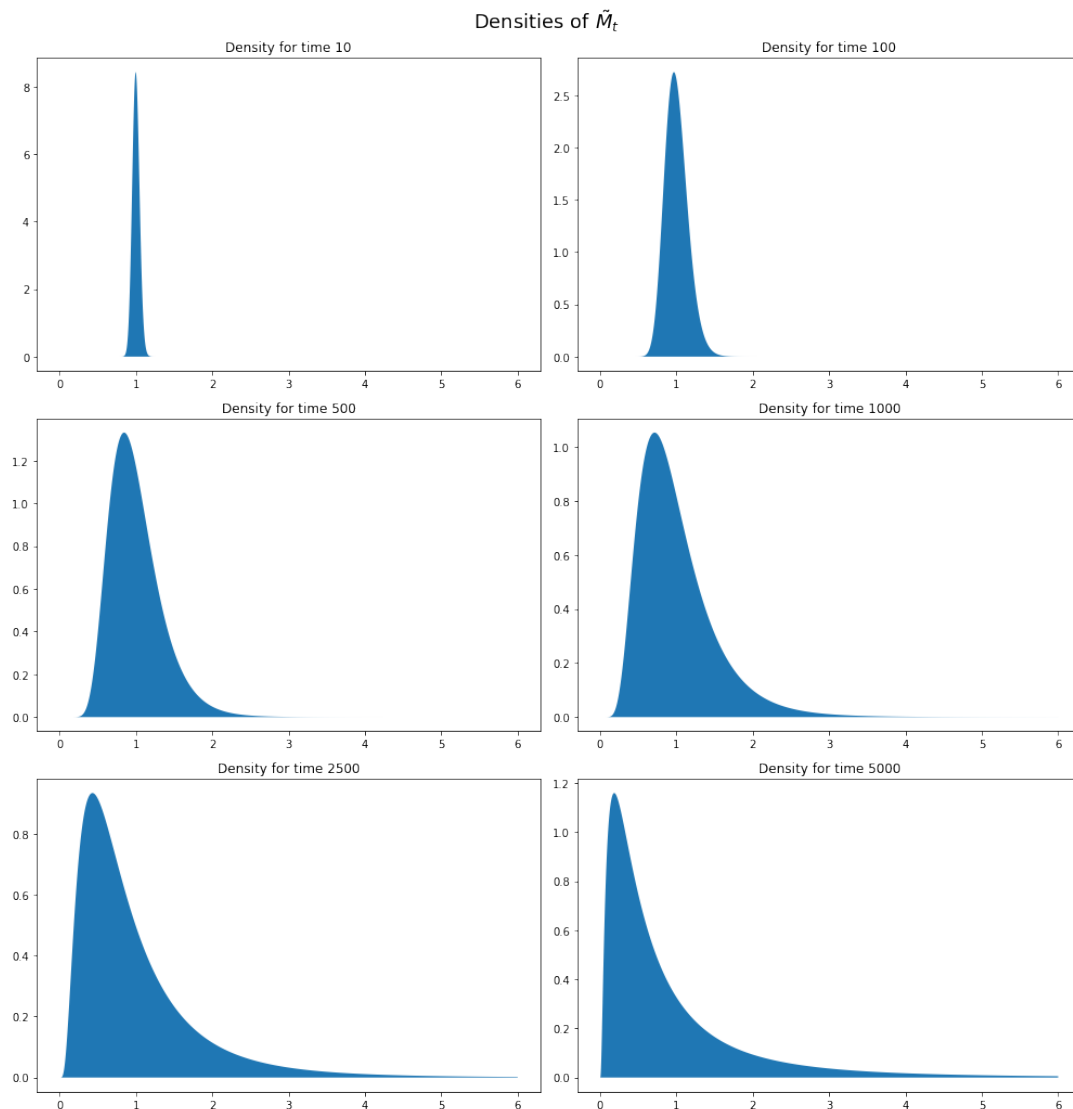 Densities of M̃ₜ
Density for time 10
8
6
4
2
0
0 1 2 3 4 5 6
Density for time 100
2.5
2.0
1.5
1.0
0.5
0.0
0 1 2 3 4 5 6
Density for time 500
1.2
1.0
0.8
0.6
0.4
0.2
0.0
0 1 2 3 4 5 6
Density for time 1000
1.0
0.8
0.6
0.4
0.2
0.0
0 1 2 3 4 5 6
Density for time 2500
0.8
0.6
0.4
0.2
0.0
0 1 2 3 4 5 6
Density for time 5000
1.2
1.0
0.8
0.6
0.4
0.2
0.0
0 1 2 3 4 5 6